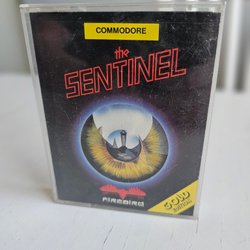 COMMODORE
the
SENTINEL
FIREBIRD
GOLD
EDITION